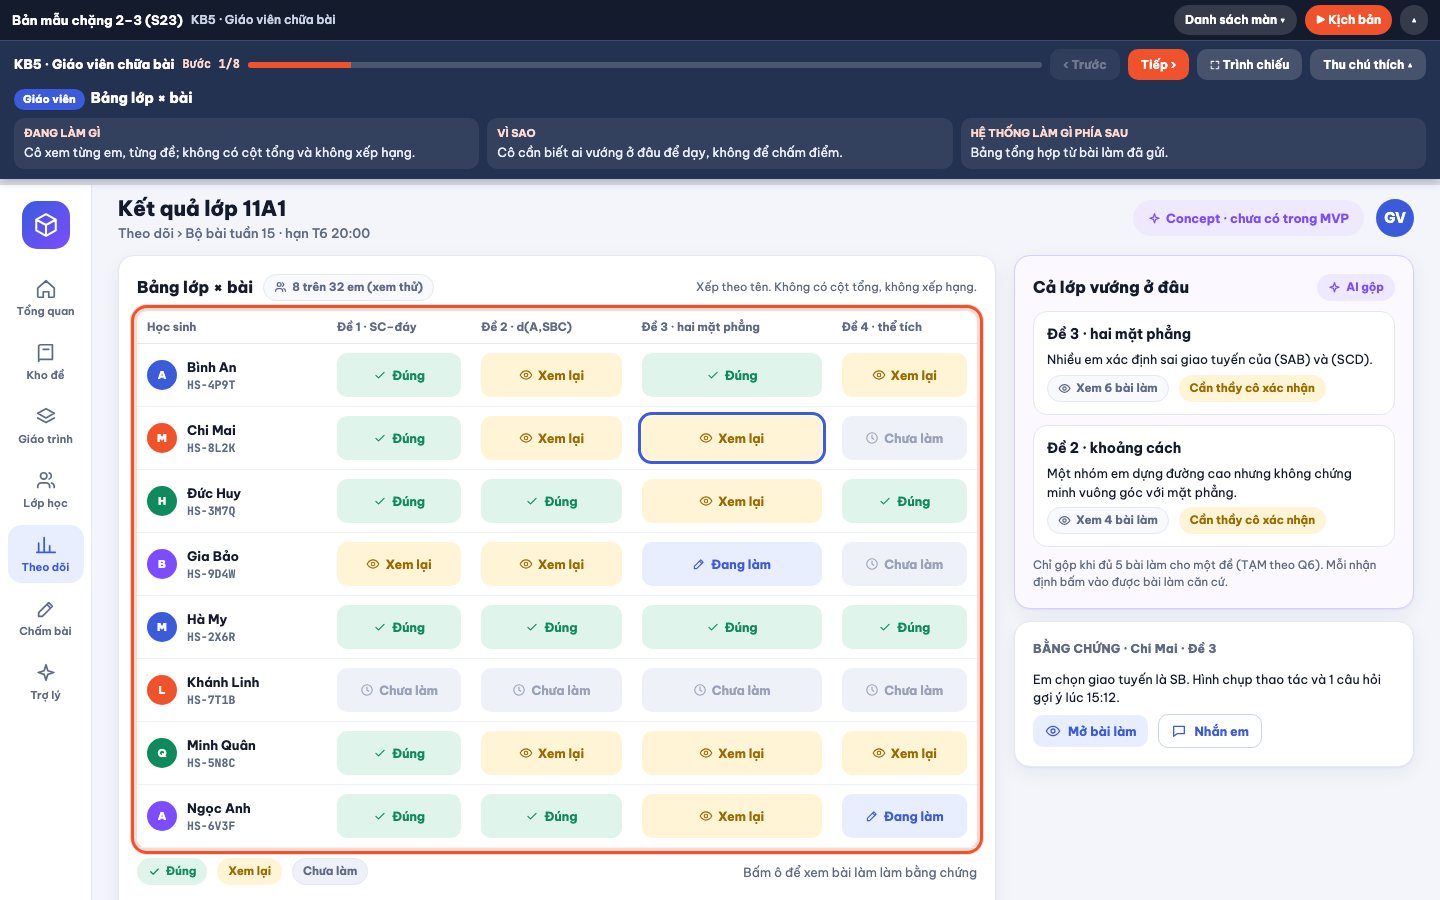 Bản mẫu chặng 2–3 (S23) KB5 · Giáo viên chữa bài
Danh sách màn ▾
▶ Kịch bản
▴
KB5 · Giáo viên chữa bài Bước 1/8
‹ Trước
Tiếp ›
⛶ Trình chiếu
Thu chú thích ▴
Giáo viên Bảng lớp × bài
ĐANG LÀM GÌ
Cô xem từng em, từng đề; không có cột tổng và không xếp hạng.
VÌ SAO
Cô cần biết ai vướng ở đâu để dạy, không để chấm điểm.
HỆ THỐNG LÀM GÌ PHÍA SAU
Bảng tổng hợp từ bài làm đã gửi.
Tổng quan
Kho đề
Giáo trình
Lớp học
Theo dõi
Chấm bài
Trợ lý
Kết quả lớp 11A1
Theo dõi › Bộ bài tuần 15 · hạn T6 20:00
Concept · chưa có trong MVP
GV
Bảng lớp × bài
8 trên 32 em (xem thử)
Xếp theo tên. Không có cột tổng, không xếp hạng.
Học sinh Đề 1 · SC–đáy Đề 2 · d(A,SBC) Đề 3 · hai mặt phẳng Đề 4 · thể tích
A Bình An Đúng Xem lại Đúng Xem lại
HS-4P9T
M Chi Mai Đúng Xem lại Xem lại Chưa làm
HS-8L2K
H Đức Huy Đúng Đúng Xem lại Đúng
HS-3M7Q
B Gia Bảo Xem lại Xem lại Đang làm Chưa làm
HS-9D4W
M Hà My Đúng Đúng Đúng Đúng
HS-2X6R
L Khánh Linh Chưa làm Chưa làm Chưa làm Chưa làm
HS-7T1B
Q Minh Quân Đúng Xem lại Xem lại Xem lại
HS-5N8C
A Ngọc Anh Đúng Đúng Xem lại Đang làm
HS-6V3F
Đúng Xem lại Chưa làm
Bấm ô để xem bài làm làm bằng chứng
Cả lớp vướng ở đâu
AI gộp
Đề 3 · hai mặt phẳng
Nhiều em xác định sai giao tuyến của (SAB) và (SCD).
Xem 6 bài làm Cần thầy cô xác nhận
Đề 2 · khoảng cách
Một nhóm em dựng đường cao nhưng không chứng
minh vuông góc với mặt phẳng.
Xem 4 bài làm Cần thầy cô xác nhận
Chỉ gộp khi đủ 5 bài làm cho một đề (TẠM theo Q6). Mỗi nhận
định bấm vào được bài làm căn cứ.
BẰNG CHỨNG · Chi Mai · Đề 3
Em chọn giao tuyến là SB. Hình chụp thao tác và 1 câu hỏi
gợi ý lúc 15:12.
Mở bài làm Nhắn em